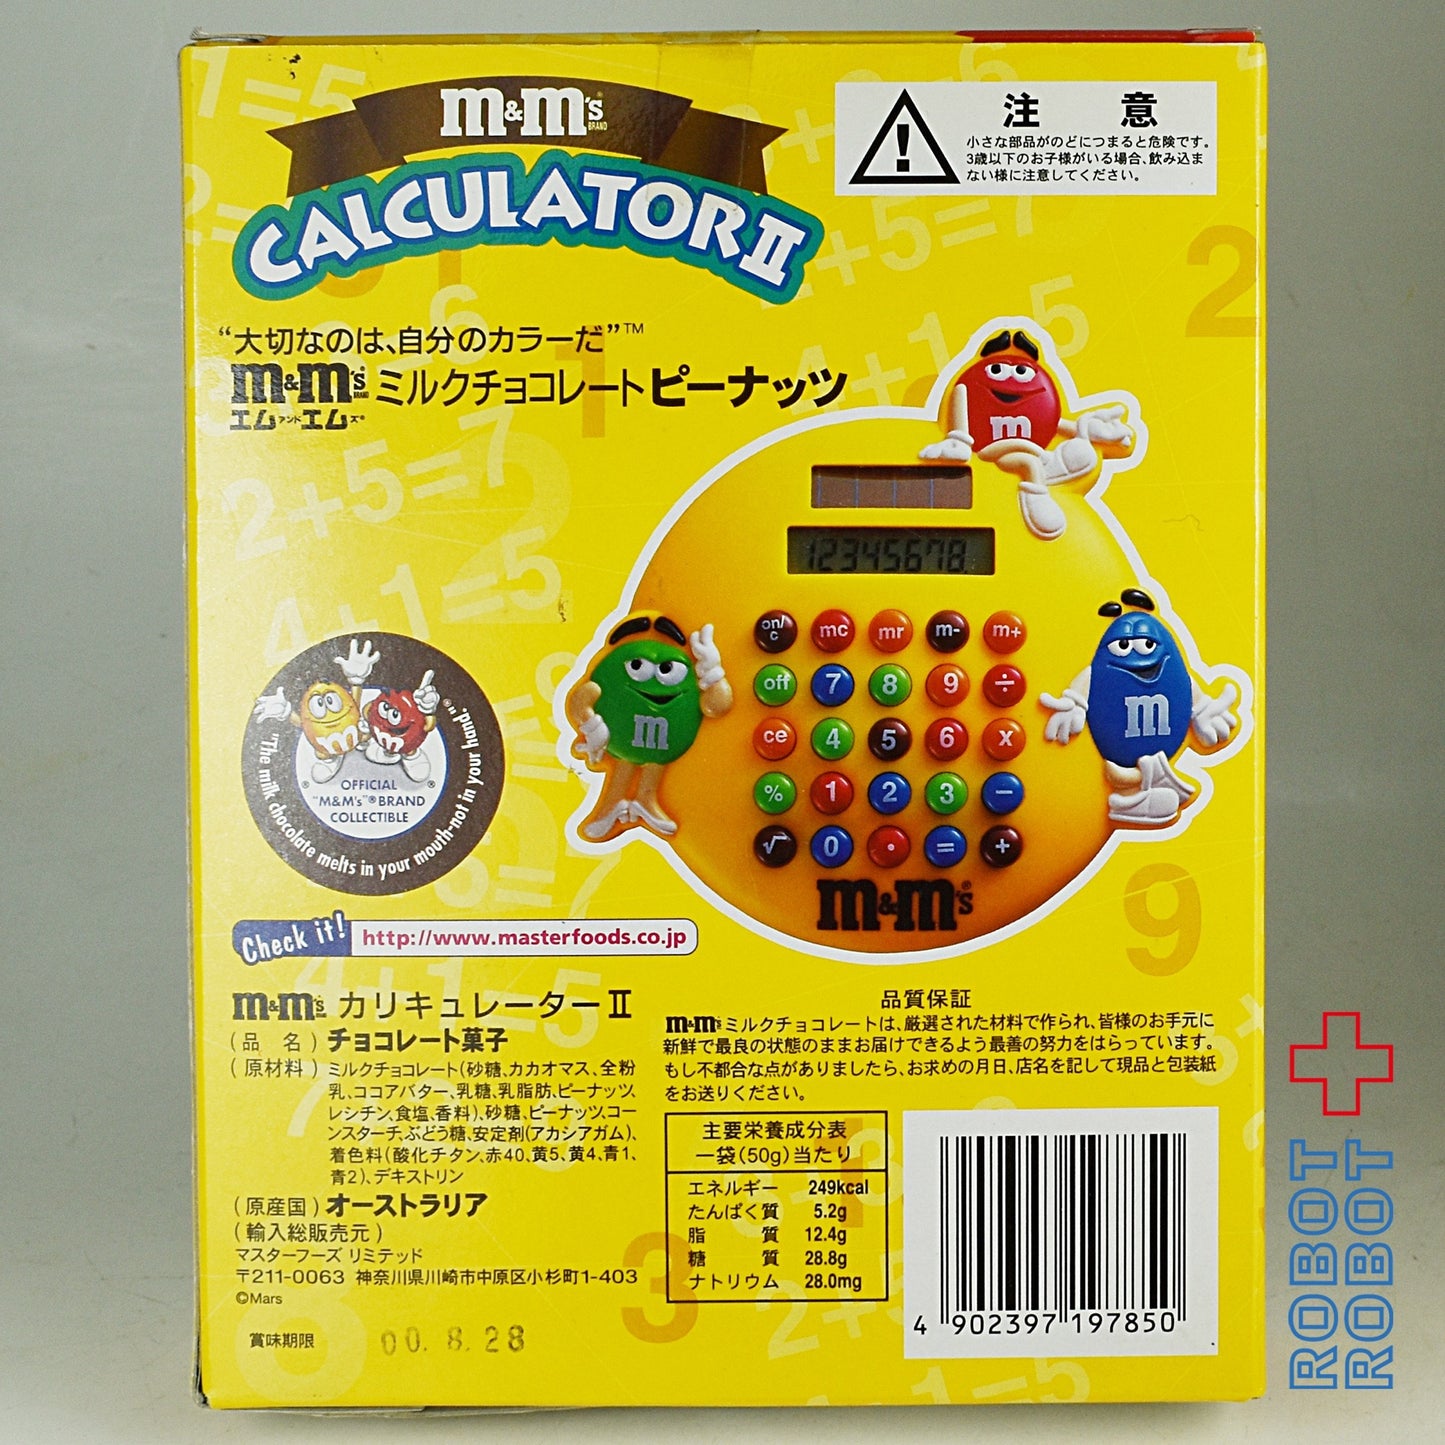 m&m's® BRAND
CALCULATOR II
注 意
小さな部品がのどにつまると危険です。
3歳以下のお子様がいる場合、飲み込ま
ない様に注意してください。
“大切なのは、自分のカラーだ”™
m&m's BRAND ミルクチョコレートピーナッツ
エムアンドエムズ®
12345678.
on/c mc mr m- m+
off 7 8 9 ÷
ce 4 5 6 x
% 1 2 3 −
√ 0 • = +
m&m's®
m
m
m
OFFICIAL
"M&M's"® BRAND
COLLECTIBLE
"The milk chocolate melts in your mouth-not in your hand."®
Check it! http://www.masterfoods.co.jp
m&m's カリキュレーターII
(品 名) チョコレート菓子
(原材料) ミルクチョコレート(砂糖、カカオマス、全粉
乳、ココアバター、乳糖、乳脂肪、ピーナッツ、
レシチン、食塩、香料)、砂糖、ピーナッツ、コー
ンスターチ、ぶどう糖、安定剤(アカシアガム)、
着色料(酸化チタン、赤40、黄5、黄4、青1、
青2)、デキストリン
(原産国) オーストラリア
(輸入総販売元)
マスターフーズ リミテッド
〒211-0063 神奈川県川崎市中原区小杉町1-403
©Mars
賞味期限 00.8.28
品質保証
m&m'sミルクチョコレートは、厳選された材料で作られ、皆様のお手元に
新鮮で最良の状態のままお届けできるよう最善の努力をはらっています。
もし不都合な点がありましたら、お求めの月日、店名を記して現品と包装紙
をお送りください。
主要栄養成分表
一袋(50g)当たり
エネルギー 249kcal
たんぱく質 5.2g
脂 質 12.4g
糖 質 28.8g
ナトリウム 28.0mg
4 902397 197850
ROBOT
ROBOT